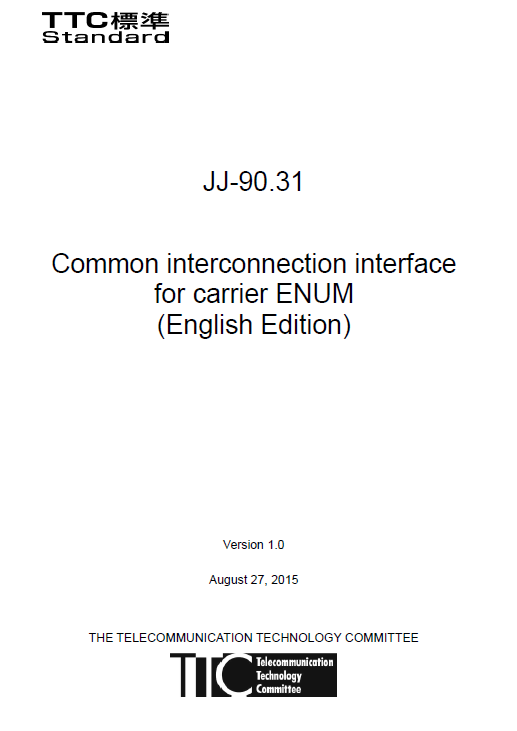 TTC標準
Standard
JJ-90.31
Common interconnection interface
for carrier ENUM
(English Edition)
Version 1.0
August 27, 2015
THE TELECOMMUNICATION TECHNOLOGY COMMITTEE
TTC
Telecommunication
Technology
Committee